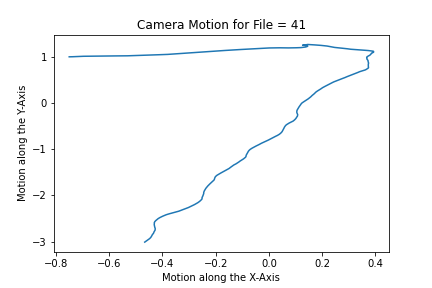 Camera Motion for File = 41
Motion along the Y-Axis
1
0
−1
−2
−3
−0.8 −0.6 −0.4 −0.2 0.0 0.2 0.4
Motion along the X-Axis